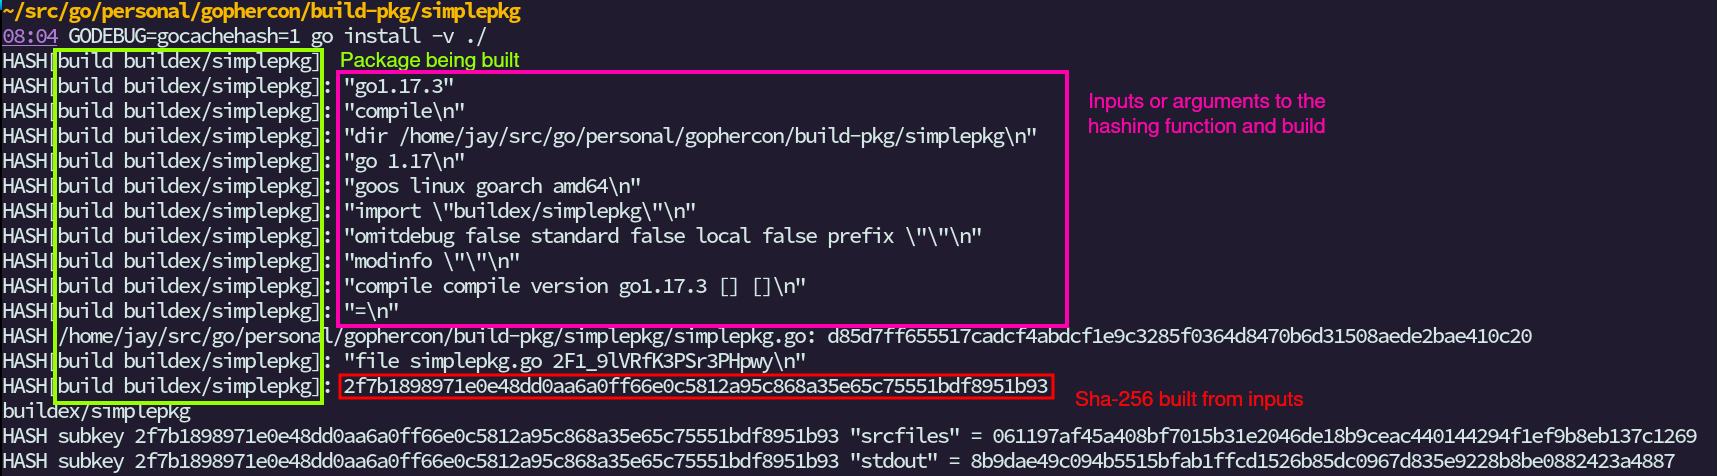 ~/src/go/personal/gophercon/build-pkg/simplepkg
08:04 GODEBUG=gocachehash=1 go install -v ./
HASH[build buildex/simplepkg] Package being built
HASH[build buildex/simplepkg]: "go1.17.3"
HASH[build buildex/simplepkg]: "compile\n"
Inputs or arguments to the
hashing function and build
HASH[build buildex/simplepkg]: "dir /home/jay/src/go/personal/gophercon/build-pkg/simplepkg\n"
HASH[build buildex/simplepkg]: "go 1.17\n"
HASH[build buildex/simplepkg]: "goos linux goarch amd64\n"
HASH[build buildex/simplepkg]: "import \"buildex/simplepkg\"\n"
HASH[build buildex/simplepkg]: "omitdebug false standard false local false prefix \"\"\n"
HASH[build buildex/simplepkg]: "modinfo \"\"\n"
HASH[build buildex/simplepkg]: "compile compile version go1.17.3 [] []\n"
HASH[build buildex/simplepkg]: "=\n"
HASH /home/jay/src/go/personal/gophercon/build-pkg/simplepkg/simplepkg.go: d85d7ff655517cadcf4abdcf1e9c3285f0364d8470b6d31508aede2bae410c20
HASH[build buildex/simplepkg]: "file simplepkg.go 2F1_9lVRfK3PSr3PHpwy\n"
HASH[build buildex/simplepkg]: 2f7b1898971e0e48dd0aa6a0ff66e0c5812a95c868a35e65c75551bdf8951b93
Sha-256 built from inputs
buildex/simplepkg
HASH subkey 2f7b1898971e0e48dd0aa6a0ff66e0c5812a95c868a35e65c75551bdf8951b93 "srcfiles" = 061197af45a408bf7015b31e2046de18b9ceac440144294f1ef9b8eb137c1269
HASH subkey 2f7b1898971e0e48dd0aa6a0ff66e0c5812a95c868a35e65c75551bdf8951b93 "stdout" = 8b9dae49c094b5515bfab1ffcd1526b85dc0967d835e9228b8be0882423a4887